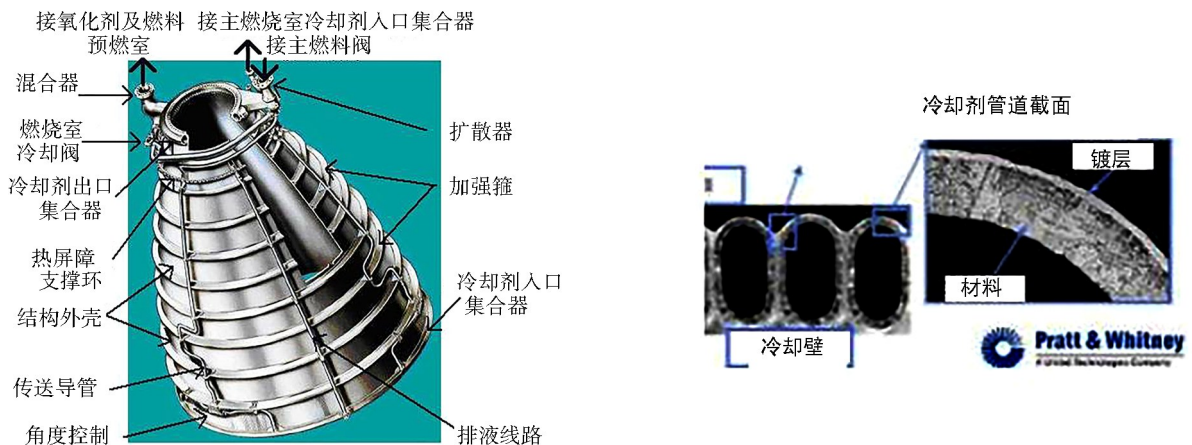 接氧化剂及燃料
预燃室
接主燃烧室冷却剂入口集合器
接主燃料阀
混合器
燃烧室
冷却阀
冷却剂出口
集合器
热屏障
支撑环
结构外壳
传送导管
角度控制
扩散器
加强箍
冷却剂入口
集合器
排液线路
冷却剂管道截面
镀层
材料
冷却壁
Pratt & Whitney
A United Technologies Company